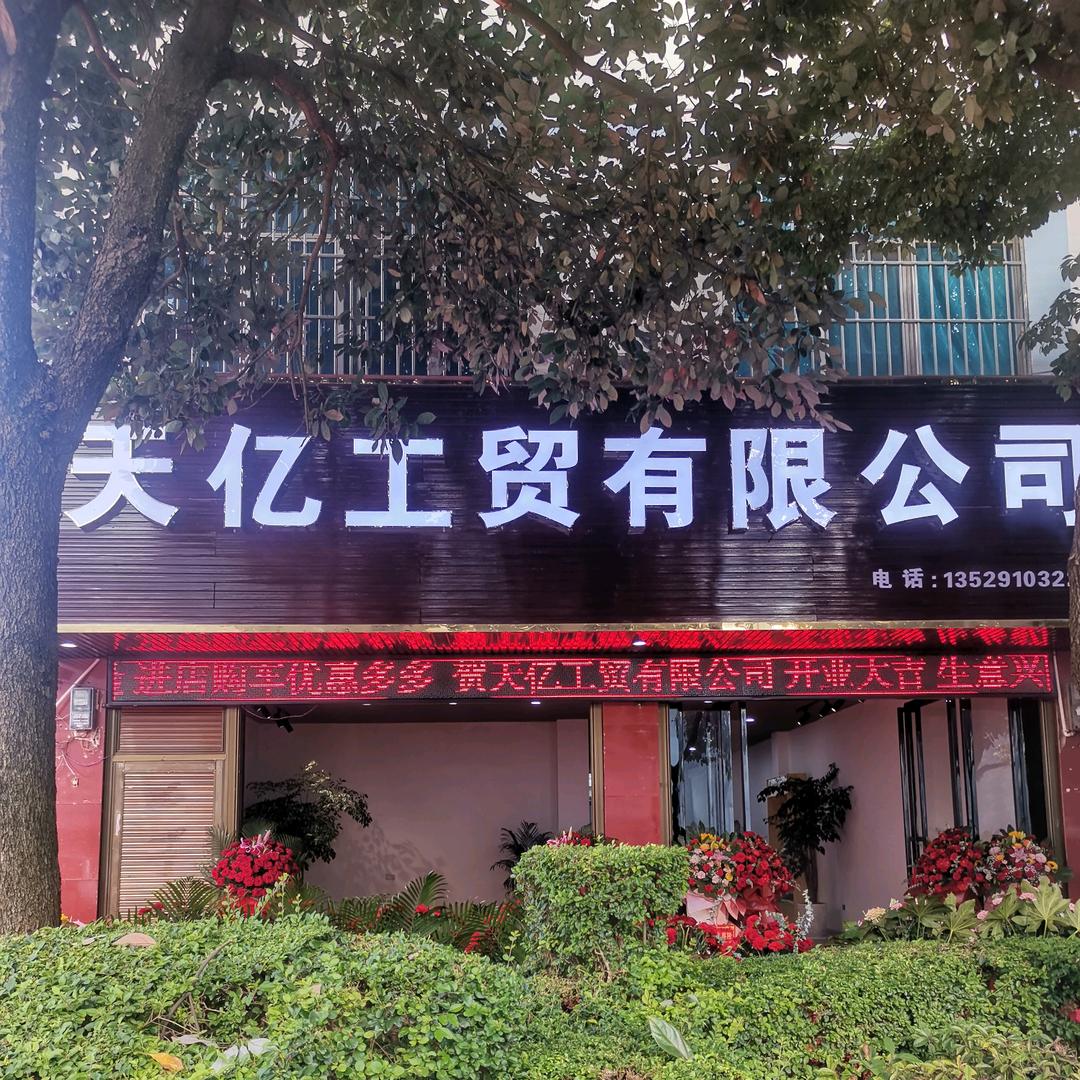 天亿工贸有限公司
电话:135291032
进店购车优惠多多 贺天亿工贸有限公司 开业大吉 生意兴